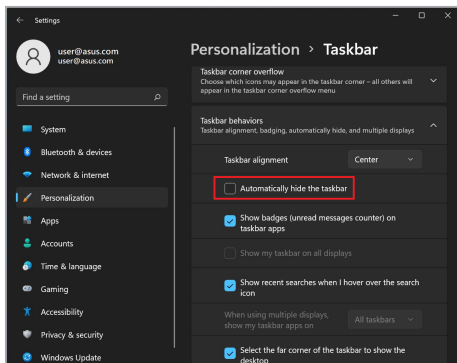 Settings
user@asus.com
user@asus.com
Find a setting
System
Bluetooth & devices
Network & internet
Personalization
Apps
Accounts
Time & language
Gaming
Accessibility
Privacy & security
Windows Update
Personalization > Taskbar
Taskbar corner overflow
Choose which icons may appear in the taskbar corner – all others will
appear in the taskbar corner overflow menu
Taskbar behaviors
Taskbar alignment, badging, automatically hide, and multiple displays
Taskbar alignment
Center
Automatically hide the taskbar
Show badges (unread messages counter) on
taskbar apps
Show my taskbar on all displays
Show recent searches when I hover over the search
icon
When using multiple displays,
show my taskbar apps on
All taskbars
Select the far corner of the taskbar to show the
desktop